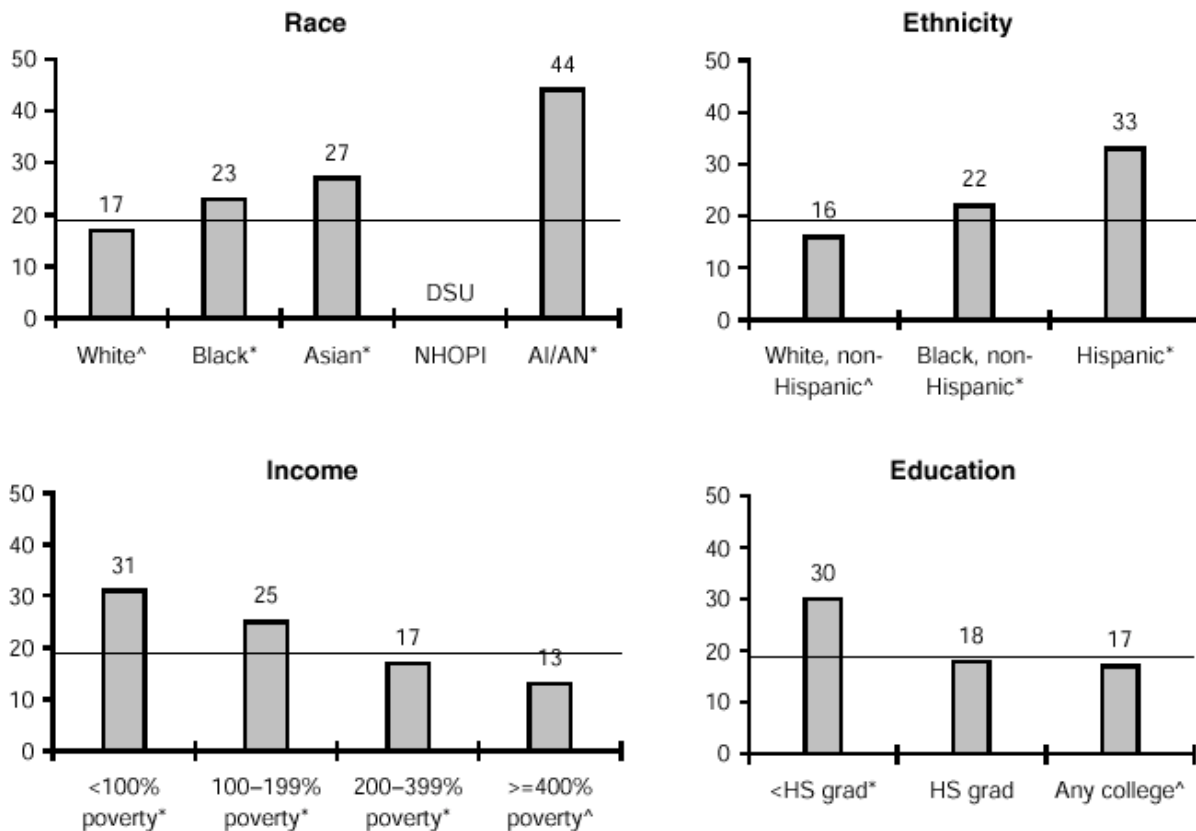 Race
50
40
30
20
10
0
17
23
27
DSU
44
White^
Black*
Asian*
NHOPI
AI/AN*
Ethnicity
50
40
30
20
10
0
16
22
33
White, non-
Hispanic^
Black, non-
Hispanic*
Hispanic*
Income
50
40
30
20
10
0
31
25
17
13
<100%
poverty*
100–199%
poverty*
200–399%
poverty*
>=400%
poverty^
Education
50
40
30
20
10
0
30
18
17
<HS grad*
HS grad
Any college^